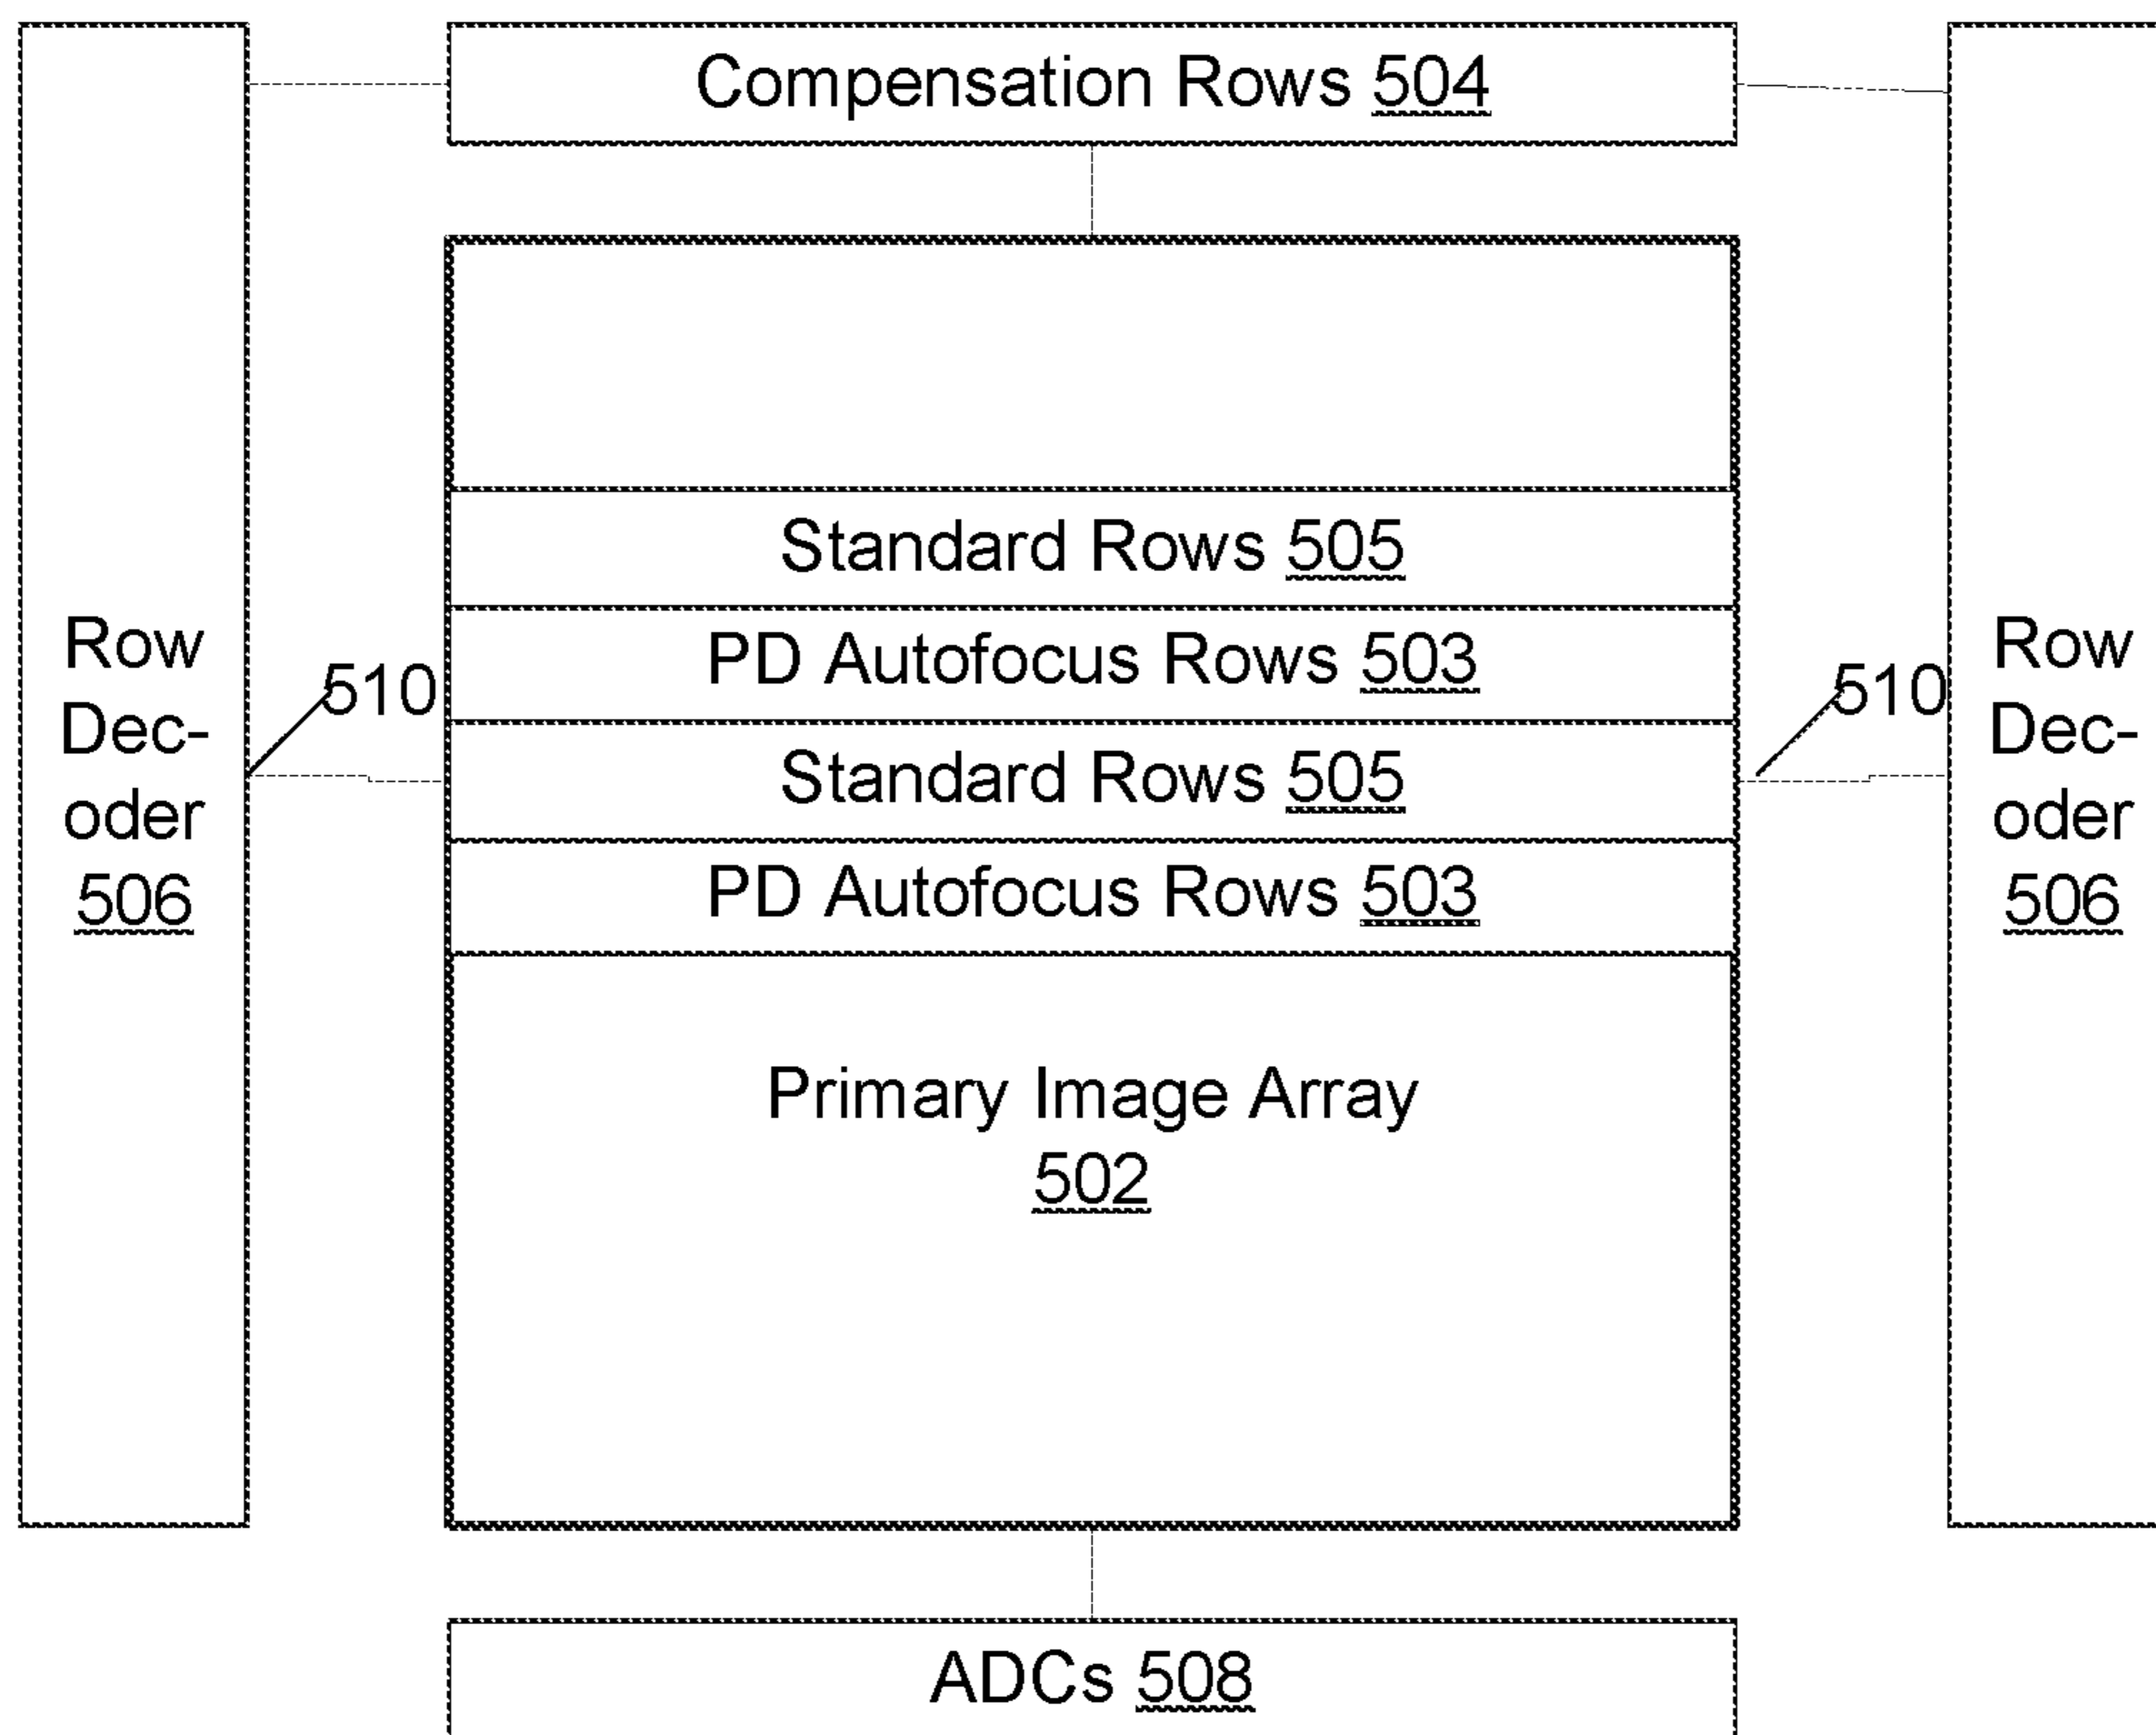 Compensation Rows 504
Standard Rows 505
PD Autofocus Rows 503
Standard Rows 505
PD Autofocus Rows 503
Primary Image Array
502
Row
Dec-
oder
506
510
510
Row
Dec-
oder
506
ADCs 508